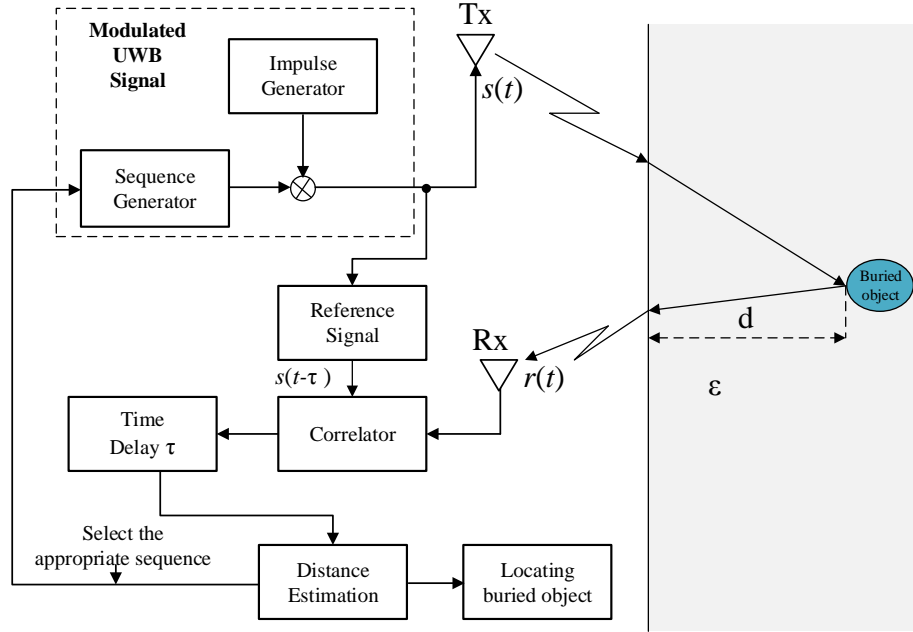 Modulated
UWB
Signal
Impulse
Generator
Tx
s(t)
Sequence
Generator
Buried
object
Reference
Signal
d
Rx
r(t)
s(t-τ )
ε
Time
Delay τ
Correlator
Select the
appropriate sequence
Distance
Estimation
Locating
buried object